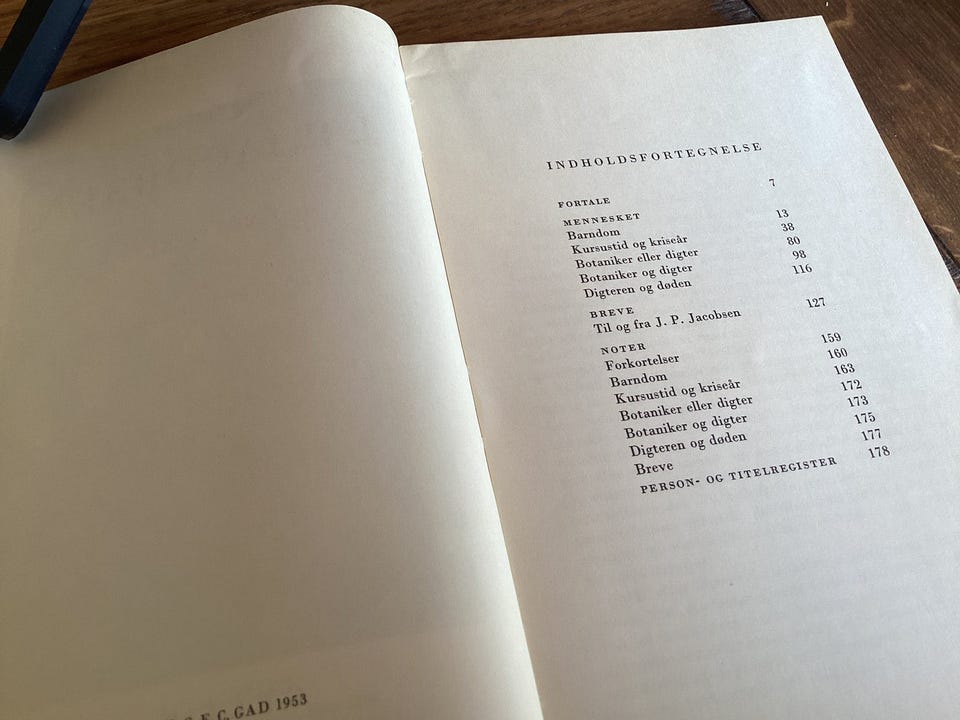 G. E. C. GAD 1953
INDHOLDSFORTEGNELSE
FORTALE 7
MENNESKET
Barndom 13
Kursustid og kriseår 38
Botaniker eller digter 80
Botaniker og digter 98
Digteren og døden 116
BREVE
Til og fra J. P. Jacobsen 127
NOTER
Forkortelser 159
Barndom 160
Kursustid og kriseår 163
Botaniker eller digter 172
Botaniker og digter 173
Digteren og døden 175
Breve 177
PERSON- OG TITELREGISTER 178